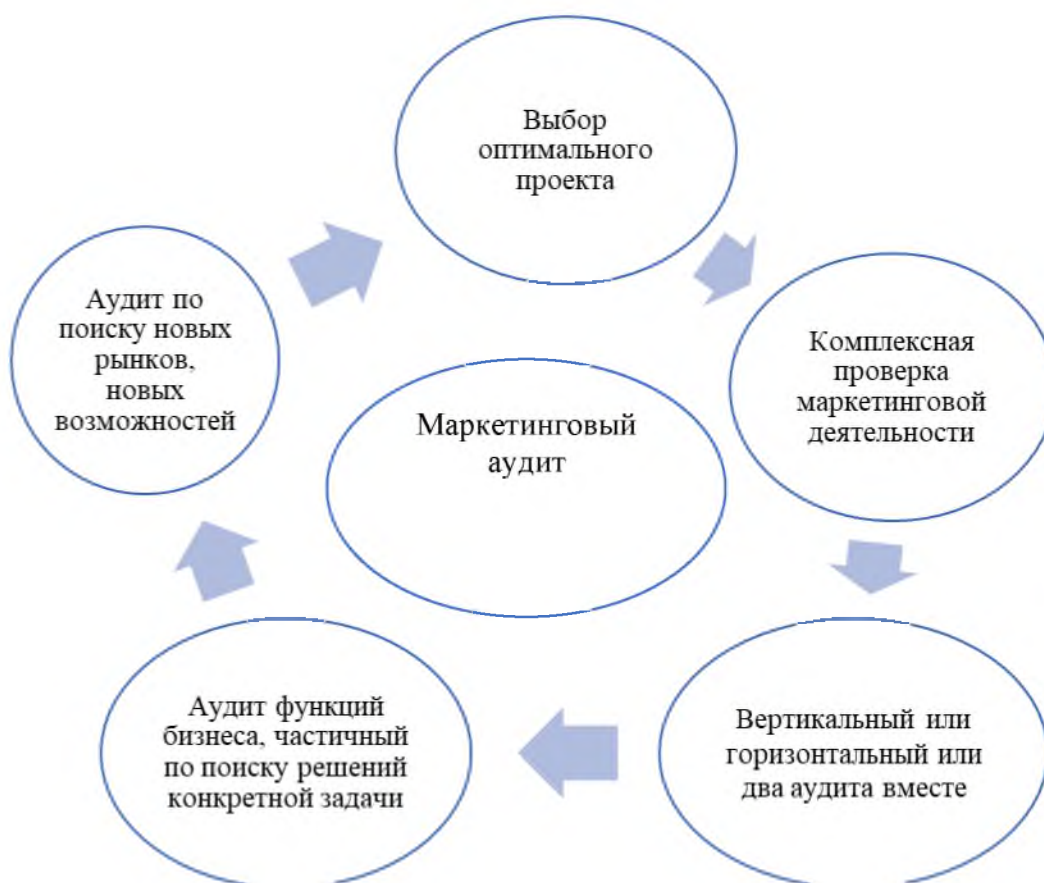 Выбор
оптимального
проекта
Комплексная
проверка
маркетинговой
деятельности
Вертикальный или
горизонтальный или
два аудита вместе
Аудит функций
бизнеса, частичный
по поиску решений
конкретной задачи
Аудит по
поиску новых
рынков,
новых
возможностей
Маркетинговый
аудит